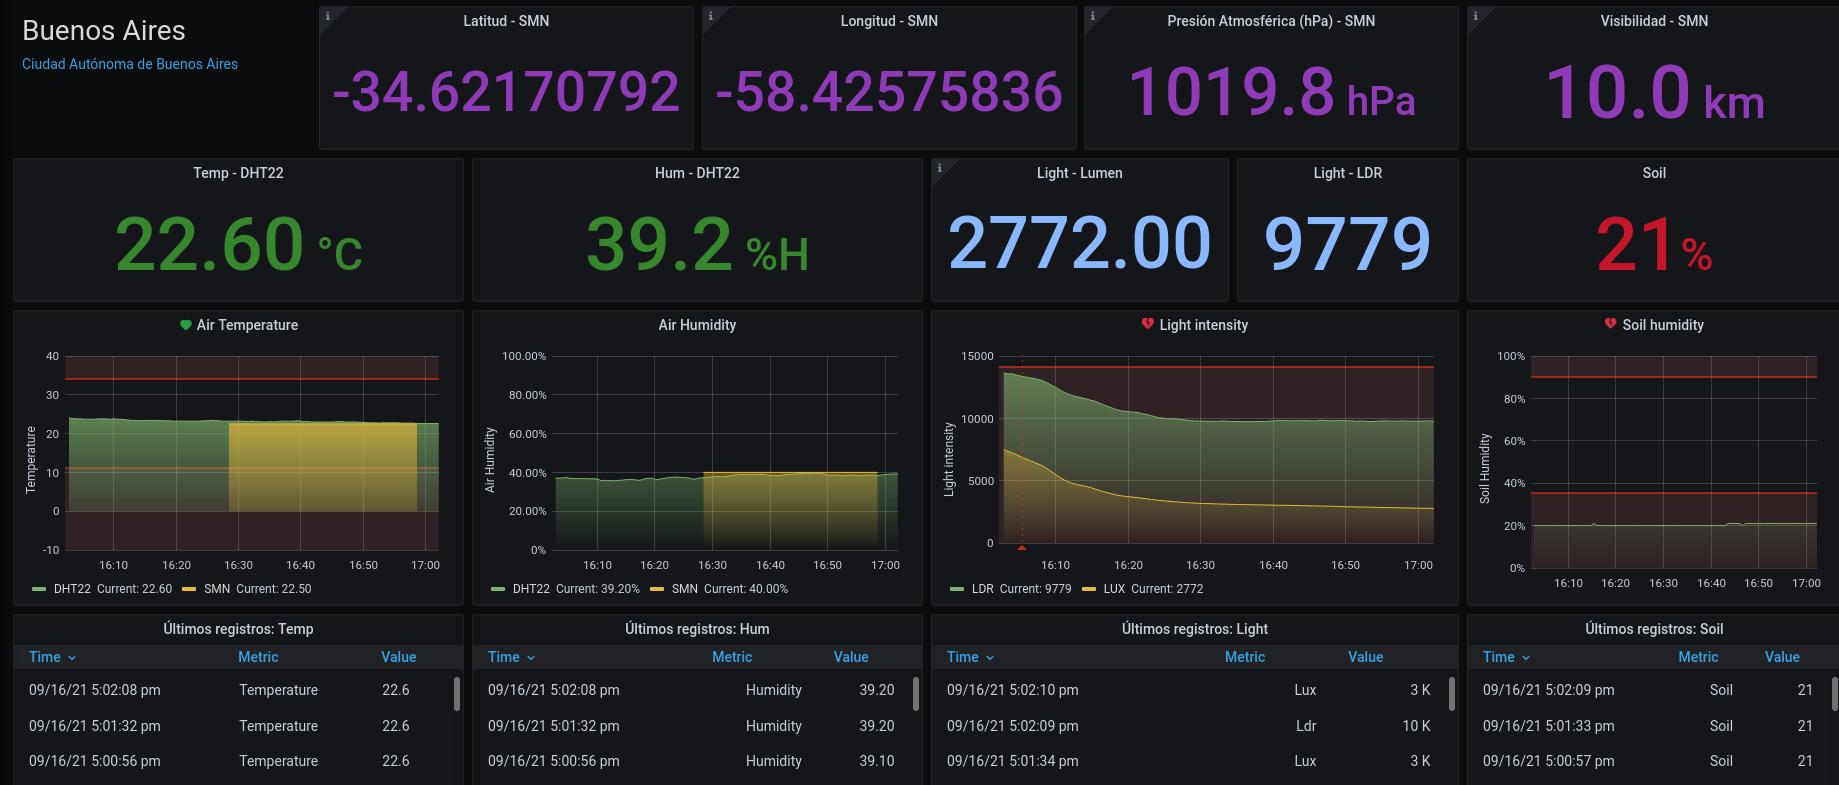 Buenos Aires
Ciudad Autónoma de Buenos Aires
Latitud - SMN
-34.62170792
Longitud - SMN
-58.42575836
Presión Atmosférica (hPa) - SMN
1019.8 hPa
Visibilidad - SMN
10.0 km
Temp - DHT22
22.60 °C
Hum - DHT22
39.2 %H
Light - Lumen
2772.00
Light - LDR
9779
Soil
21%
Air Temperature
Temperature
40
30
20
10
0
-10
16:10 16:20 16:30 16:40 16:50 17:00
DHT22 Current: 22.60 SMN Current: 22.50
Air Humidity
Air Humidity
100.00%
80.00%
60.00%
40.00%
20.00%
0%
16:10 16:20 16:30 16:40 16:50 17:00
DHT22 Current: 39.20% SMN Current: 40.00%
Light intensity
Light intensity
15000
10000
5000
0
16:10 16:20 16:30 16:40 16:50 17:00
LDR Current: 9779 LUX Current: 2772
Soil humidity
Soil Humidity
100%
80%
60%
40%
20%
0%
16:10 16:20 16:30 16:40 16:50 17:00
Últimos registros: Temp
Time Metric Value
09/16/21 5:02:08 pm Temperature 22.6
09/16/21 5:01:32 pm Temperature 22.6
09/16/21 5:00:56 pm Temperature 22.6
Últimos registros: Hum
Time Metric Value
09/16/21 5:02:08 pm Humidity 39.20
09/16/21 5:01:32 pm Humidity 39.20
09/16/21 5:00:56 pm Humidity 39.10
Últimos registros: Light
Time Metric Value
09/16/21 5:02:10 pm Lux 3 K
09/16/21 5:02:09 pm Ldr 10 K
09/16/21 5:01:34 pm Lux 3 K
Últimos registros: Soil
Time Metric Value
09/16/21 5:02:09 pm Soil 21
09/16/21 5:01:33 pm Soil 21
09/16/21 5:00:57 pm Soil 21